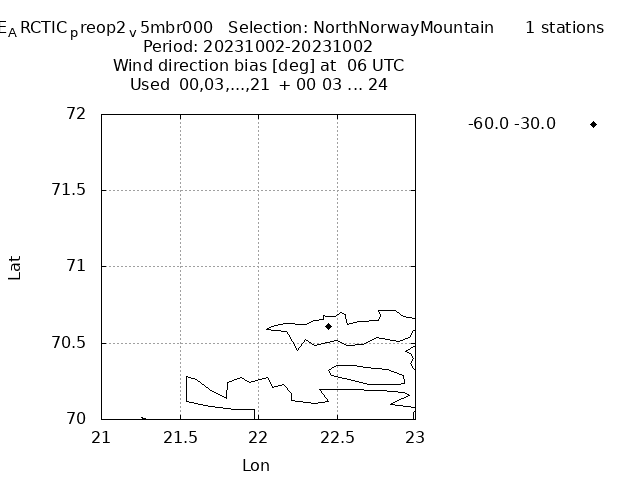 E_A RCTIC_p reop2_v 5mbr000 Selection: NorthNorwayMountain 1 stations
Period: 20231002-20231002
Wind direction bias [deg] at 06 UTC
Used 00,03,...,21 + 00 03 ... 24
-60.0 -30.0
72
71.5
71
70.5
70
Lat
21 21.5 22 22.5 23
Lon